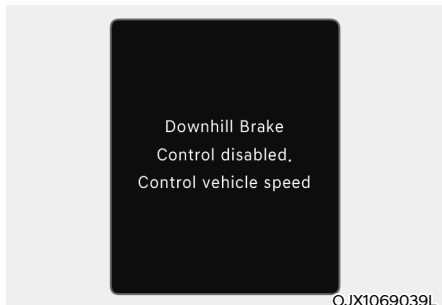 Downhill Brake
Control disabled.
Control vehicle speed
OJX1069039L